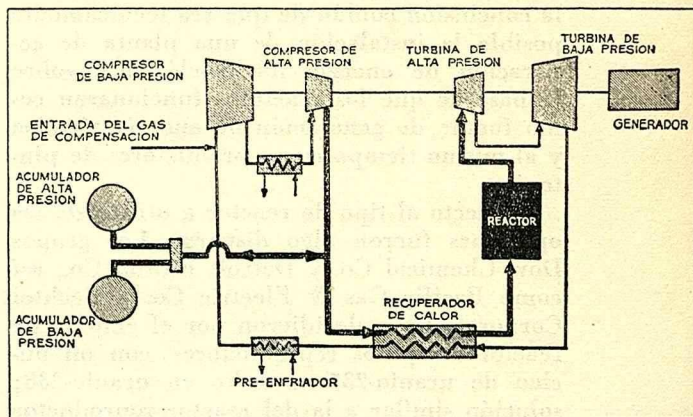 COMPRESOR
DE BAJA PRESION
COMPRESOR DE
ALTA PRESION
TURBINA DE
ALTA PRESION
TURBINA DE
BAJA PRESION
GENERADOR
ENTRADA DEL GAS
DE COMPENSACION
ACUMULADOR
DE ALTA
PRESION
REACTOR
ACUMULADOR
DE BAJA
PRESION
RECUPERADOR
DE CALOR
PRE-ENFRIADOR